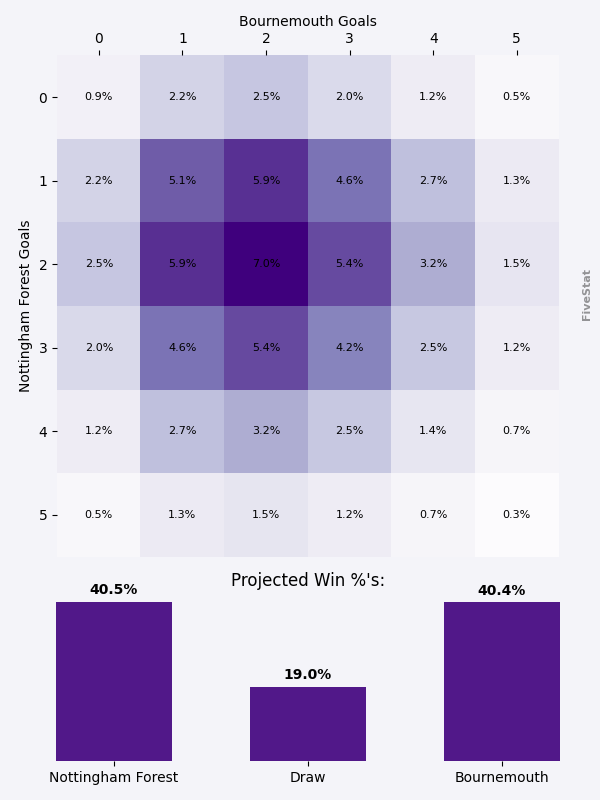 Bournemouth Goals
0 1 2 3 4 5
0 0.9% 2.2% 2.5% 2.0% 1.2% 0.5%
1 2.2% 5.1% 5.9% 4.6% 2.7% 1.3%
2 2.5% 5.9% 7.0% 5.4% 3.2% 1.5%
3 2.0% 4.6% 5.4% 4.2% 2.5% 1.2%
4 1.2% 2.7% 3.2% 2.5% 1.4% 0.7%
5 0.5% 1.3% 1.5% 1.2% 0.7% 0.3%
Nottingham Forest Goals
FiveStat
Projected Win %'s:
40.5% 19.0% 40.4%
Nottingham Forest Draw Bournemouth